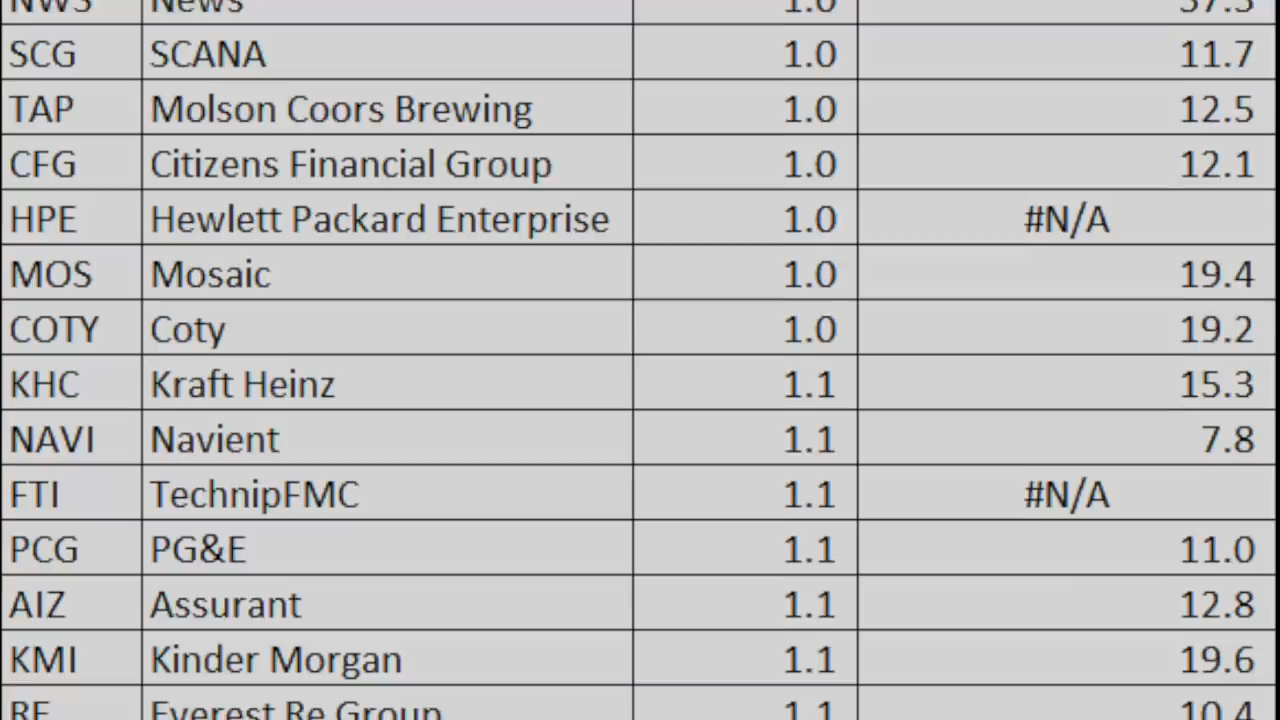 NWS News 1.0 37.3
SCG SCANA 1.0 11.7
TAP Molson Coors Brewing 1.0 12.5
CFG Citizens Financial Group 1.0 12.1
HPE Hewlett Packard Enterprise 1.0 #N/A
MOS Mosaic 1.0 19.4
COTY Coty 1.0 19.2
KHC Kraft Heinz 1.1 15.3
NAVI Navient 1.1 7.8
FTI TechnipFMC 1.1 #N/A
PCG PG&E 1.1 11.0
AIZ Assurant 1.1 12.8
KMI Kinder Morgan 1.1 19.6
RE Everest Re Group 1.1 10.4